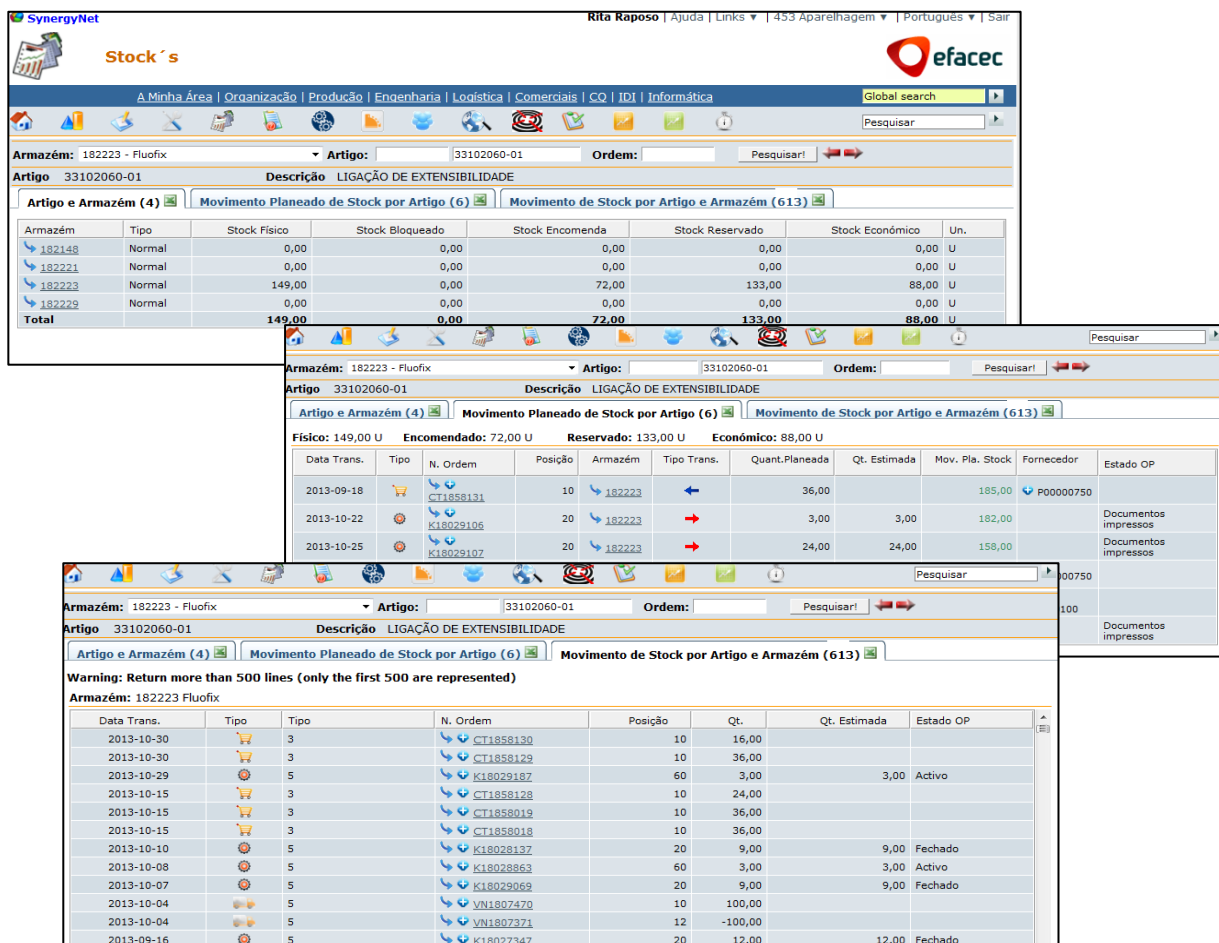 SynergyNet
Rita Raposo | Ajuda | Links ▼ | 453 Aparelhagem ▼ | Português ▼ | Sair
Stock´s
efacec
A Minha Área | Organização | Produção | Engenharia | Logística | Comerciais | CQ | IDI | Informática
Global search
Pesquisar
Armazém: 182223 - Fluofix Artigo: 33102060-01 Ordem: Pesquisar!
Artigo 33102060-01 Descrição LIGAÇÃO DE EXTENSIBILIDADE
Artigo e Armazém (4) Movimento Planeado de Stock por Artigo (6) Movimento de Stock por Artigo e Armazém (613)
Armazém Tipo Stock Físico Stock Bloqueado Stock Encomenda Stock Reservado Stock Económico Un.
182148 Normal 0,00 0,00 0,00 0,00 0,00 U
182221 Normal 0,00 0,00 0,00 0,00 0,00 U
182223 Normal 149,00 0,00 72,00 133,00 88,00 U
182229 Normal 0,00 0,00 0,00 0,00 0,00 U
Total 149,00 0,00 72,00 133,00 88,00 U
Pesquisar
Armazém: 182223 - Fluofix Artigo: 33102060-01 Ordem: Pesquisar!
Artigo 33102060-01 Descrição LIGAÇÃO DE EXTENSIBILIDADE
Artigo e Armazém (4) Movimento Planeado de Stock por Artigo (6) Movimento de Stock por Artigo e Armazém (613)
Físico: 149,00 U Encomendado: 72,00 U Reservado: 133,00 U Económico: 88,00 U
Data Trans. Tipo N. Ordem Posição Armazém Tipo Trans. Quant.Planeada Qt. Estimada Mov. Pla. Stock Fornecedor Estado OP
2013-09-18 CT1858131 10 182223 36,00 185,00 P00000750
2013-10-22 K18029106 20 182223 3,00 3,00 182,00 Documentos impressos
2013-10-25 K18029107 20 182223 24,00 24,00 158,00 Documentos impressos
00750
100
Documentos impressos
Pesquisar
Armazém: 182223 - Fluofix Artigo: 33102060-01 Ordem: Pesquisar!
Artigo 33102060-01 Descrição LIGAÇÃO DE EXTENSIBILIDADE
Artigo e Armazém (4) Movimento Planeado de Stock por Artigo (6) Movimento de Stock por Artigo e Armazém (613)
Warning: Return more than 500 lines (only the first 500 are represented)
Armazém: 182223 Fluofix
Data Trans. Tipo Tipo N. Ordem Posição Qt. Qt. Estimada Estado OP
2013-10-30 3 CT1858130 10 16,00
2013-10-30 3 CT1858129 10 36,00
2013-10-29 5 K18029187 60 3,00 3,00 Activo
2013-10-15 3 CT1858128 10 24,00
2013-10-15 3 CT1858019 10 36,00
2013-10-15 3 CT1858018 10 36,00
2013-10-10 5 K18028137 20 9,00 9,00 Fechado
2013-10-08 5 K18028863 60 3,00 3,00 Activo
2013-10-07 5 K18029069 20 9,00 9,00 Fechado
2013-10-04 5 VN1807470 10 100,00
2013-10-04 5 VN1807371 12 -100,00
2013-09-16 5 K18027347 20 12,00 12,00 Fechado